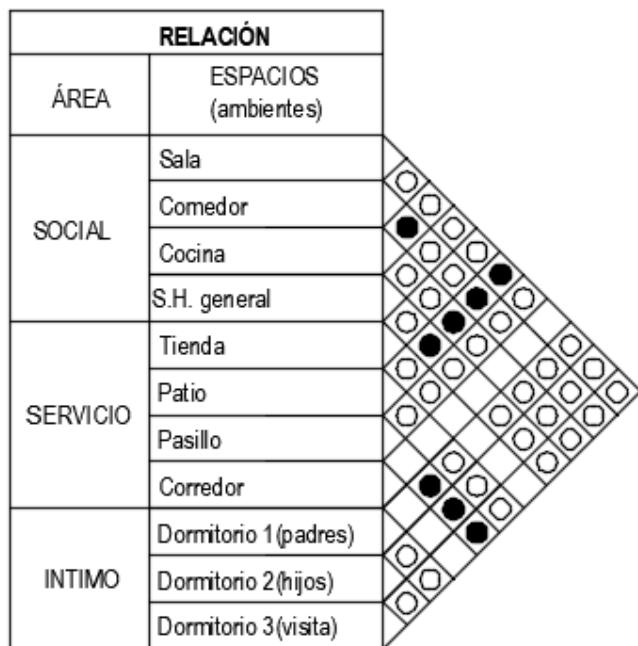 RELACIÓN
ÁREA
ESPACIOS
(ambientes)
SOCIAL
Sala
Comedor
Cocina
S.H. general
SERVICIO
Tienda
Patio
Pasillo
Corredor
INTIMO
Dormitorio 1(padres)
Dormitorio 2(hijos)
Dormitorio 3(visita)